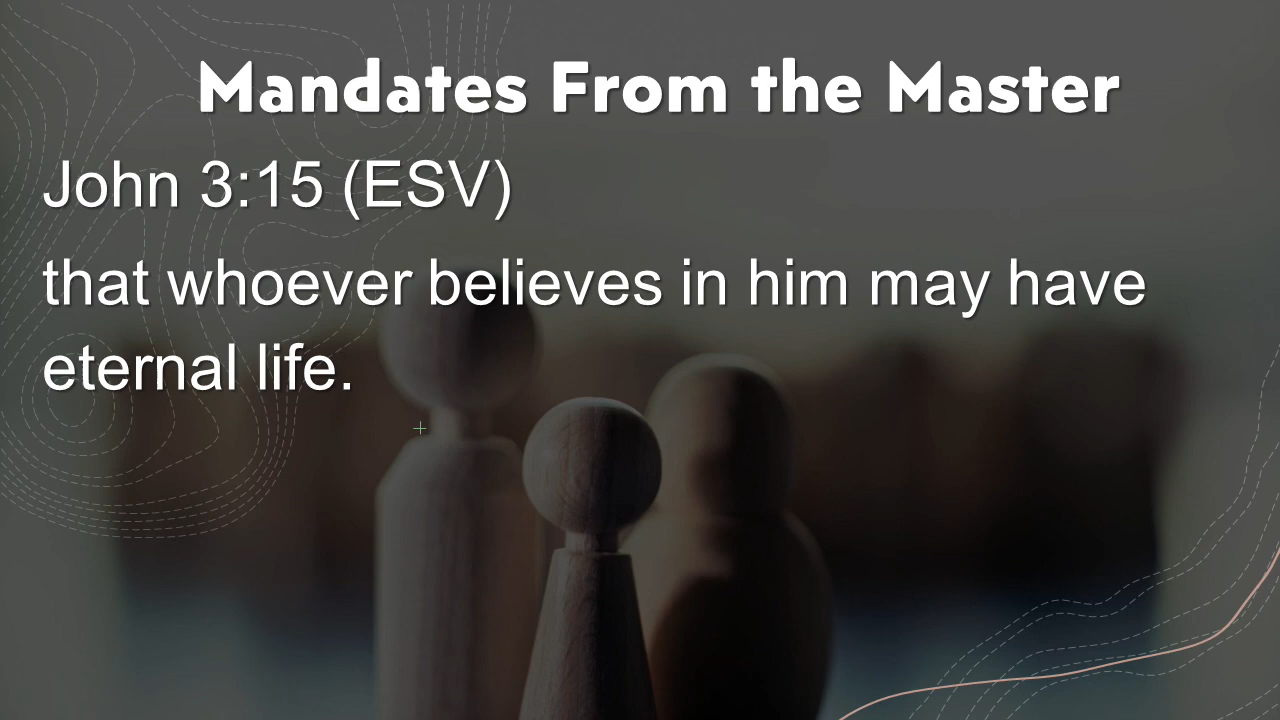 Mandates From the Master
John 3:15 (ESV)
that whoever believes in him may have
eternal life.